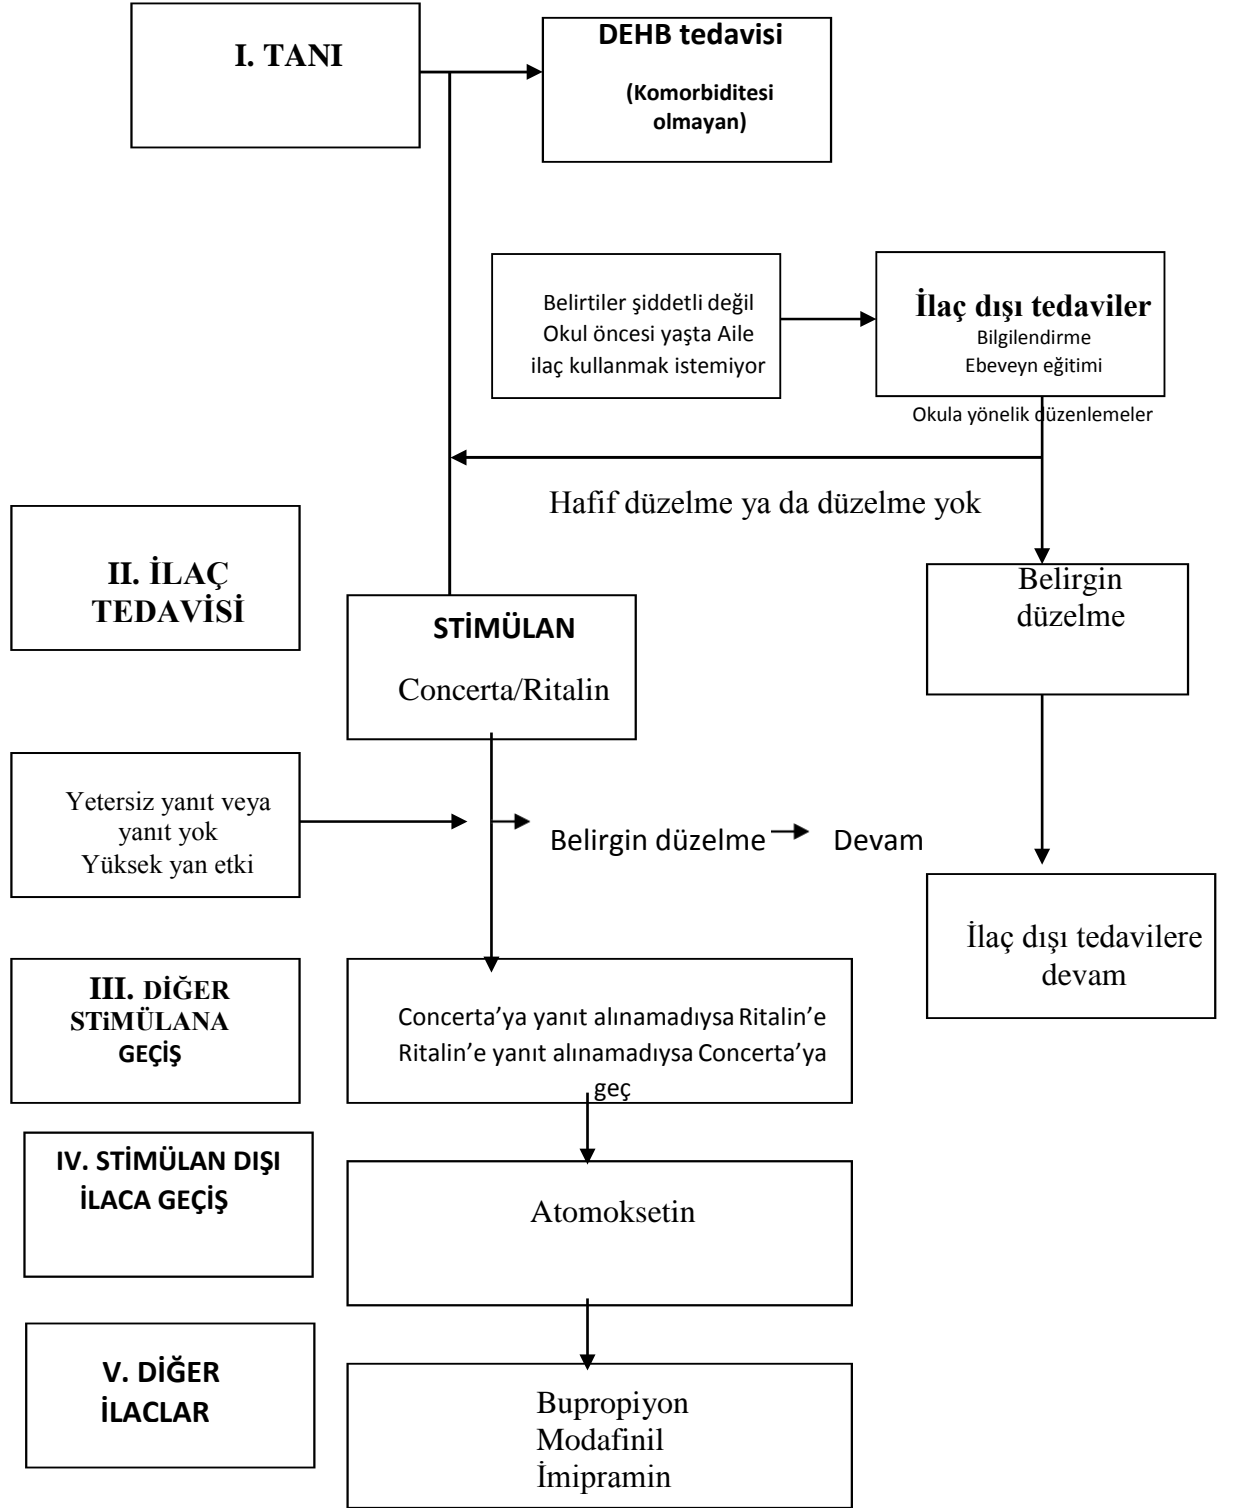 I. TANI
DEHB tedavisi
(Komorbiditesi
olmayan)
Belirtiler şiddetli değil
Okul öncesi yaşta Aile
ilaç kullanmak istemiyor
İlaç dışı tedaviler
Bilgilendirme
Ebeveyn eğitimi
Okula yönelik düzenlemeler
Hafif düzelme ya da düzelme yok
II. İLAÇ
TEDAVİSİ
STİMÜLAN
Concerta/Ritalin
Belirgin
düzelme
Yetersiz yanıt veya
yanıt yok
Yüksek yan etki
Belirgin düzelme
Devam
İlaç dışı tedavilere
devam
III. DİĞER
STiMÜLANA
GEÇİŞ
Concerta’ya yanıt alınamadıysa Ritalin’e
Ritalin’e yanıt alınamadıysa Concerta’ya
geç
IV. STİMÜLAN DIŞI
İLACA GEÇİŞ
Atomoksetin
V. DİĞER
İLACLAR
Bupropiyon
Modafinil
İmipramin